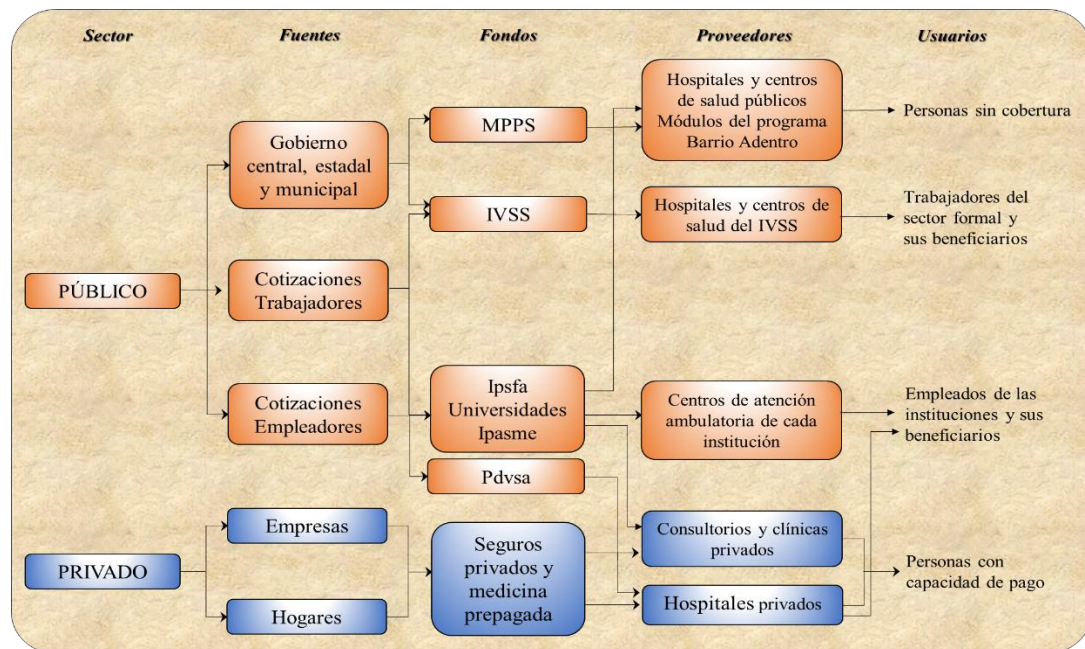 Sector
Fuentes
Fondos
Proveedores
Usuarios
PÚBLICO
Gobierno
central, estadal
y municipal
Cotizaciones
Trabajadores
Cotizaciones
Empleadores
MPPS
IVSS
Ipsfa
Universidades
Ipasme
Pdvsa
Hospitales y centros
de salud públicos
Módulos del programa
Barrio Adentro
Hospitales y centros de
salud del IVSS
Centros de atención
ambulatoria de cada
institución
Personas sin cobertura
Trabajadores del
sector formal y
sus beneficiarios
Empleados de las
instituciones y sus
beneficiarios
PRIVADO
Empresas
Hogares
Seguros
privados y
medicina
prepagada
Consultorios y clínicas
privados
Hospitales privados
Personas con
capacidad de pago